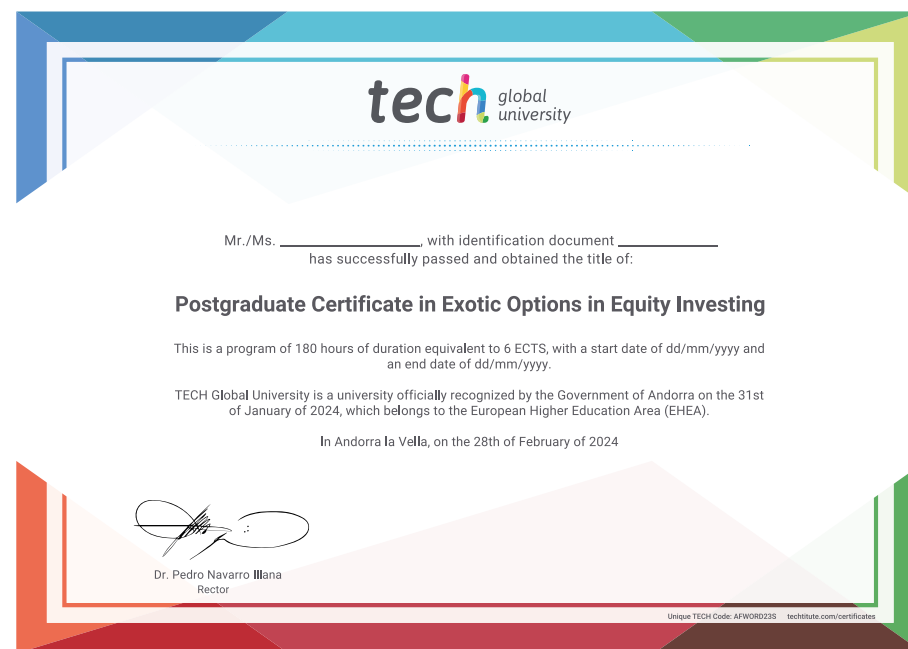 tech global university
Mr./Ms. ____________, with identification document ____________
has successfully passed and obtained the title of:
Postgraduate Certificate in Exotic Options in Equity Investing
This is a program of 180 hours of duration equivalent to 6 ECTS, with a start date of dd/mm/yyyy and
an end date of dd/mm/yyyy.
TECH Global University is a university officially recognized by the Government of Andorra on the 31st
of January of 2024, which belongs to the European Higher Education Area (EHEA).
In Andorra la Vella, on the 28th of February of 2024
Dr. Pedro Navarro Illana
Rector
Unique TECH Code: AFWORD23S techtitute.com/certificates